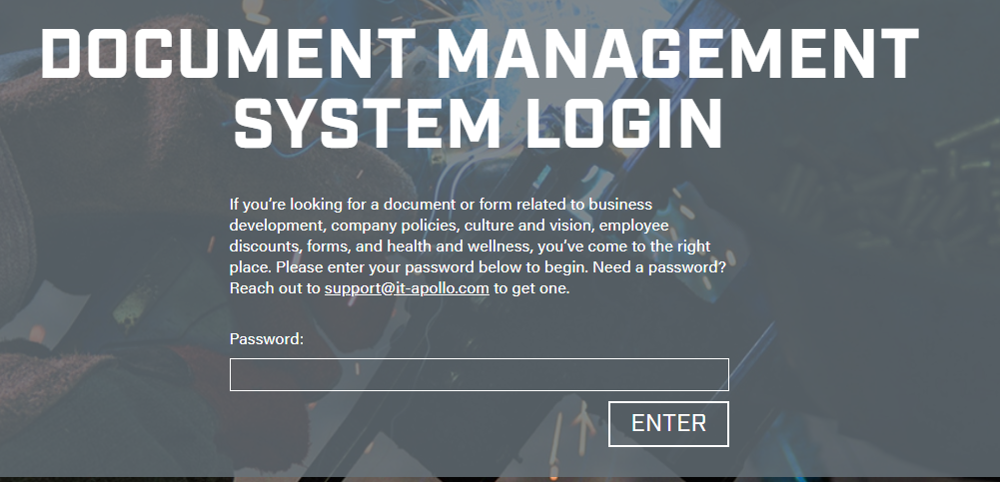 DOCUMENT MANAGEMENT
SYSTEM LOGIN
If you’re looking for a document or form related to business
development, company policies, culture and vision, employee
discounts, forms, and health and wellness, you’ve come to the right
place. Please enter your password below to begin. Need a password?
Reach out to support@it-apollo.com to get one.
Password:
ENTER